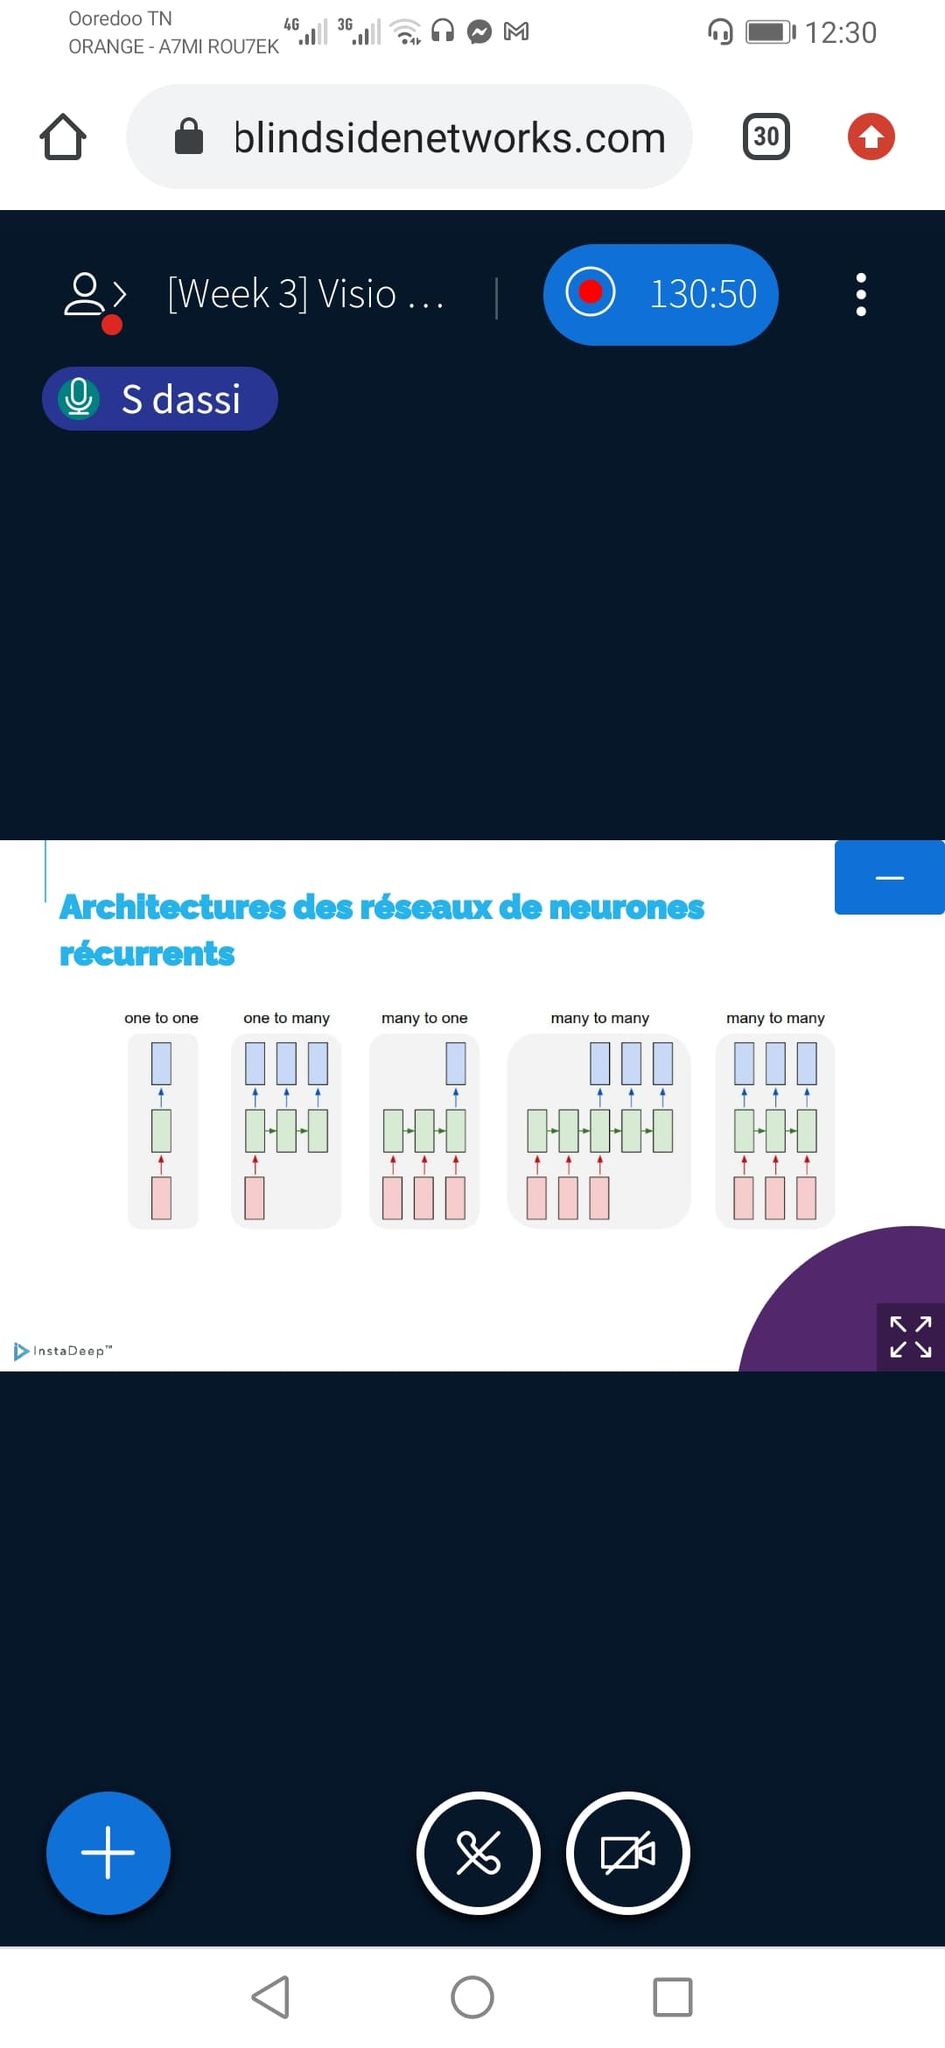 Ooredoo TN
ORANGE - A7MI ROU7EK
4G 3G 12:30
blindsidenetworks.com
30
[Week 3] Visio ...
130:50
S dassi
Architectures des réseaux de neurones
récurrents
one to one one to many many to one many to many many to many
InstaDeep™